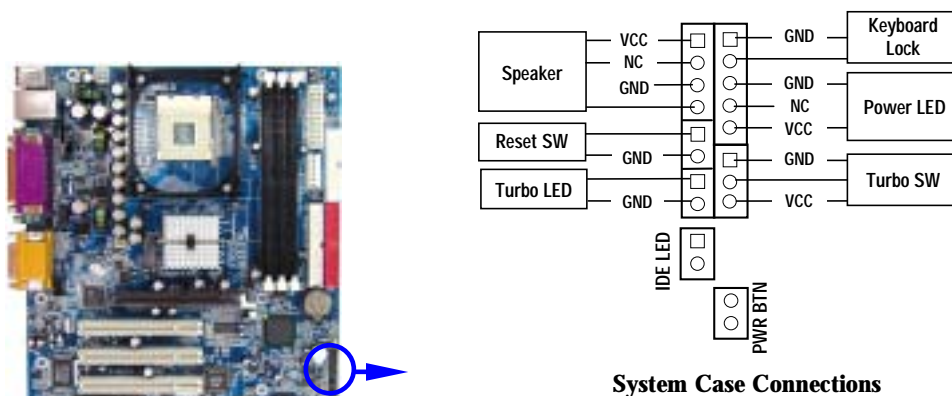 Speaker
VCC
NC
GND
Reset SW
GND
Turbo LED
GND
GND
Keyboard
Lock
GND
NC
VCC
Power LED
GND
VCC
Turbo SW
IDE LED
PWR BTN
System Case Connections